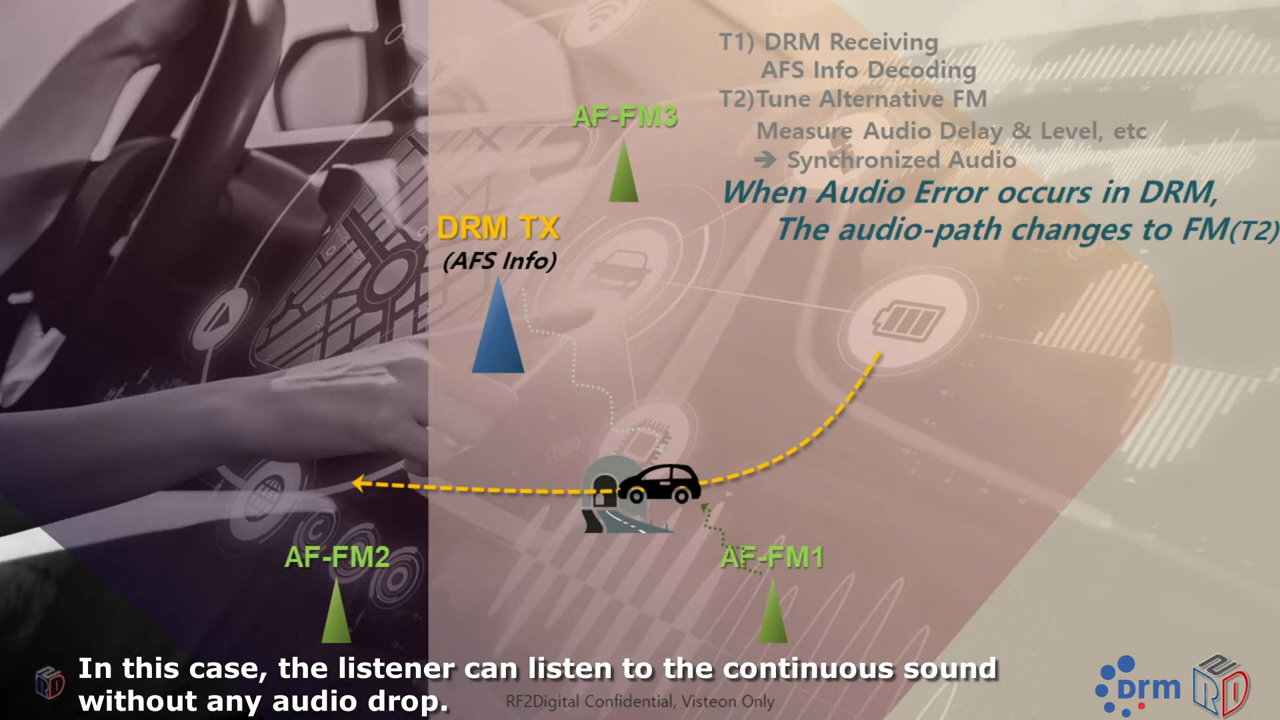 T1) DRM Receiving
AFS Info Decoding
T2)Tune Alternative FM
Measure Audio Delay & Level, etc
➔ Synchronized Audio
When Audio Error occurs in DRM,
The audio-path changes to FM(T2)
AF-FM3
DRM TX
(AFS Info)
AF-FM2
AF-FM1
In this case, the listener can listen to the continuous sound
without any audio drop.
RF2Digital Confidential, Visteon Only
Drm
R2D